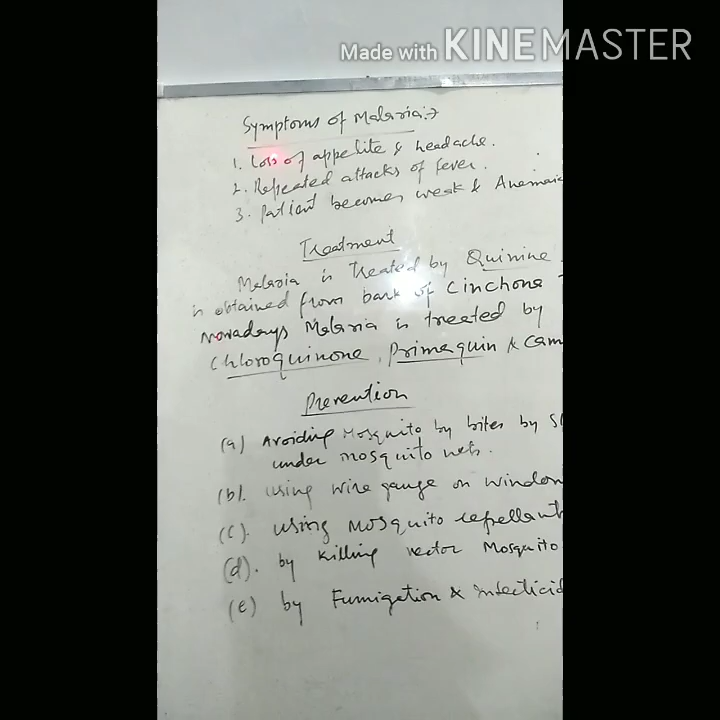 Made with KINEMASTER
Symptoms of Malaria:→
1. Loss of appetite & headache.
2. Repeated attacks of fever.
3. Patient becomes weak & Anemai
Treatment
Malaria is treated by Quinine.
is obtained from bark of Cinchona T
nowadays Malaria is treated by
Chloroquinone, Primaquin & Cam
Prevention
(a) Avoiding Mosquito by bites by Sl
under mosquito nets.
(b). using wire gauge on window
(c). using mosquito repellant
(d). by killing vector Mosquito
(e) by Fumigation & Insecticid